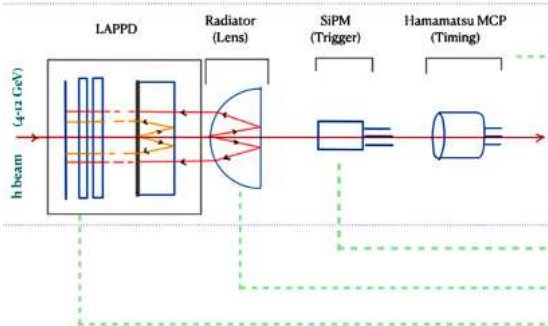 LAPPD
Radiator
(Lens)
SiPM
(Trigger)
Hamamatsu MCP
(Timing)
h beam (4-12 GeV)